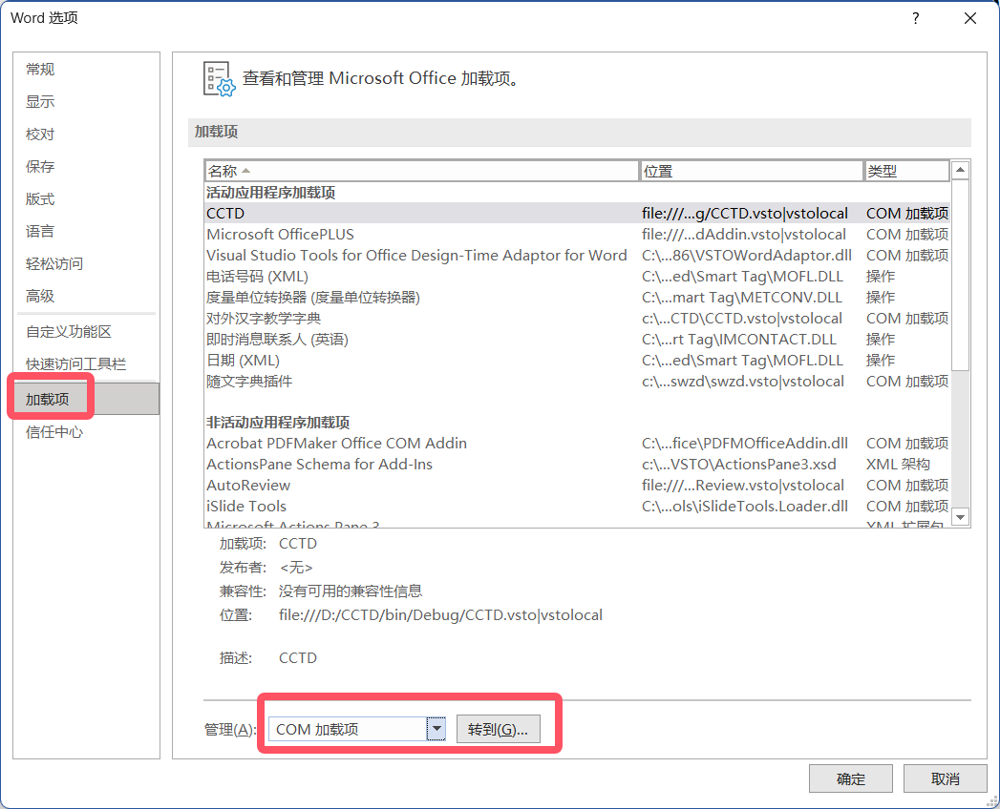 Word 选项
?
常规
显示
校对
保存
版式
语言
轻松访问
高级
自定义功能区
快速访问工具栏
加载项
信任中心
查看和管理 Microsoft Office 加载项。
加载项
名称 位置 类型
活动应用程序加载项
CCTD file:///...g/CCTD.vsto|vstolocal COM 加载项
Microsoft OfficePLUS file:///...dAddin.vsto|vstolocal COM 加载项
Visual Studio Tools for Office Design-Time Adaptor for Word C:\...86\VSTOWordAdaptor.dll COM 加载项
电话号码 (XML) C:\...ed\Smart Tag\MOFL.DLL 操作
度量单位转换器 (度量单位转换器) C:\...mart Tag\METCONV.DLL 操作
对外汉字教学字典 c:\...CTD\CCTD.vsto|vstolocal COM 加载项
即时消息联系人 (英语) C:\...rt Tag\IMCONTACT.DLL 操作
日期 (XML) C:\...ed\Smart Tag\MOFL.DLL 操作
随文字典插件 c:\...swzd\swzd.vsto|vstolocal COM 加载项
非活动应用程序加载项
Acrobat PDFMaker Office COM Addin C:\...fice\PDFMOfficeAddin.dll COM 加载项
ActionsPane Schema for Add-Ins c:\...VSTO\ActionsPane3.xsd XML 架构
AutoReview file:///...Review.vsto|vstolocal COM 加载项
iSlide Tools C:\...ols\iSlideTools.Loader.dll COM 加载项
Microsoft Actions Pane 3 XML 扩展包
加载项: CCTD
发布者: <无>
兼容性: 没有可用的兼容性信息
位置: file:///D:/CCTD/bin/Debug/CCTD.vsto|vstolocal
描述: CCTD
管理(A): COM 加载项 转到(G)...
确定 取消